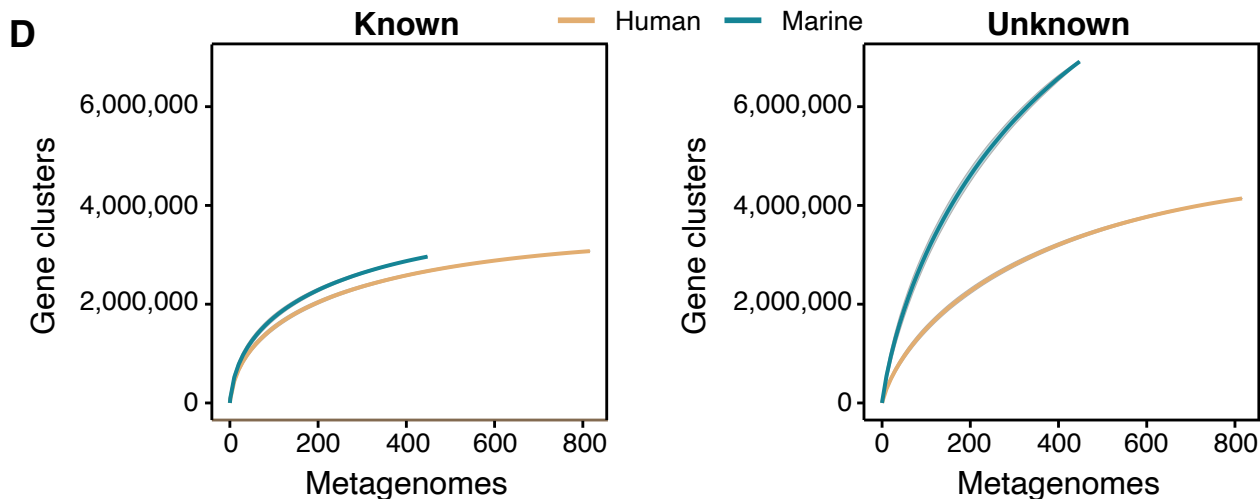 D
Known
Human
Marine
Unknown
Gene clusters
6,000,000
4,000,000
2,000,000
0
0 200 400 600 800
Metagenomes
Gene clusters
6,000,000
4,000,000
2,000,000
0
0 200 400 600 800
Metagenomes